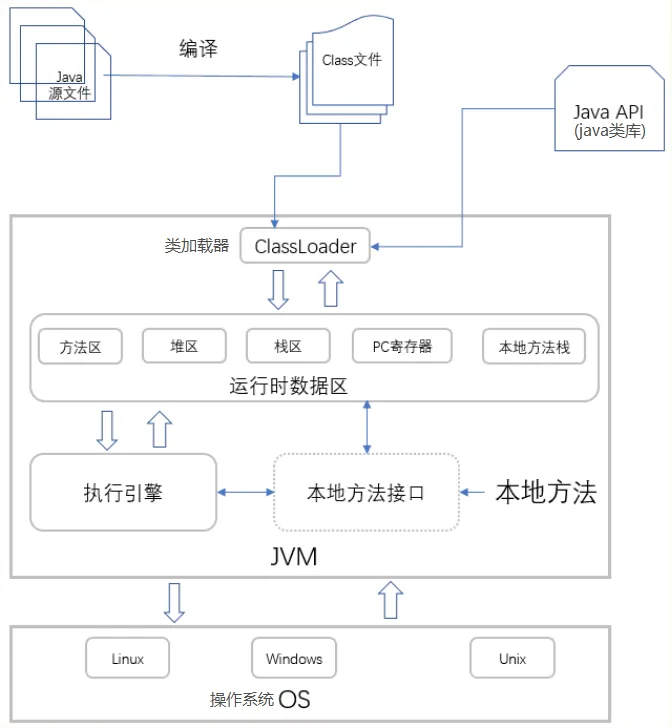 编译
Java
源文件
Class文件
Java API
(java类库)
类加载器
ClassLoader
方法区
堆区
栈区
PC寄存器
本地方法栈
运行时数据区
执行引擎
本地方法接口
本地方法
JVM
Linux
Windows
Unix
操作系统 OS